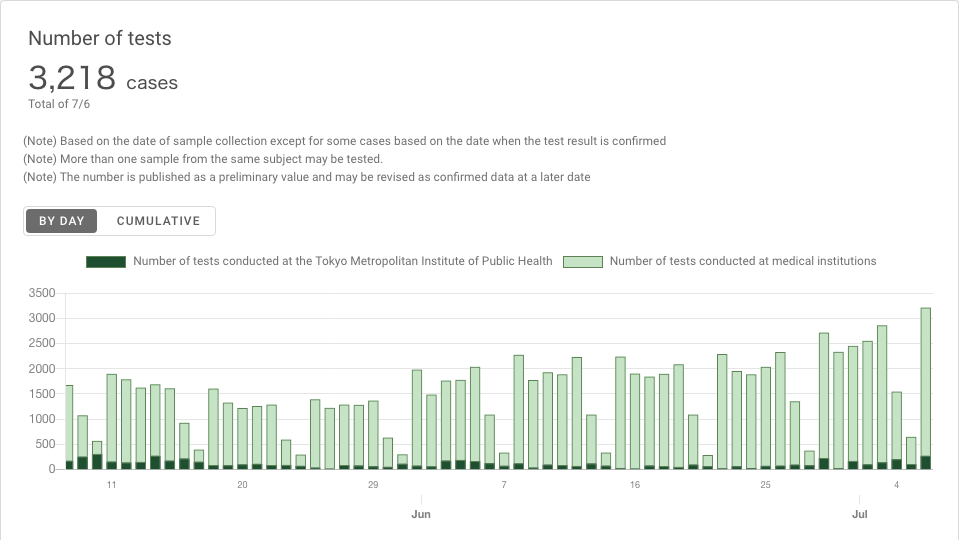 Number of tests
3,218 cases
Total of 7/6
(Note) Based on the date of sample collection except for some cases based on the date when the test result is confirmed
(Note) More than one sample from the same subject may be tested.
(Note) The number is published as a preliminary value and may be revised as confirmed data at a later date
BY DAY CUMULATIVE
Number of tests conducted at the Tokyo Metropolitan Institute of Public Health Number of tests conducted at medical institutions
3500
3000
2500
2000
1500
1000
500
0
11 20 29 7 16 25 4
Jun Jul